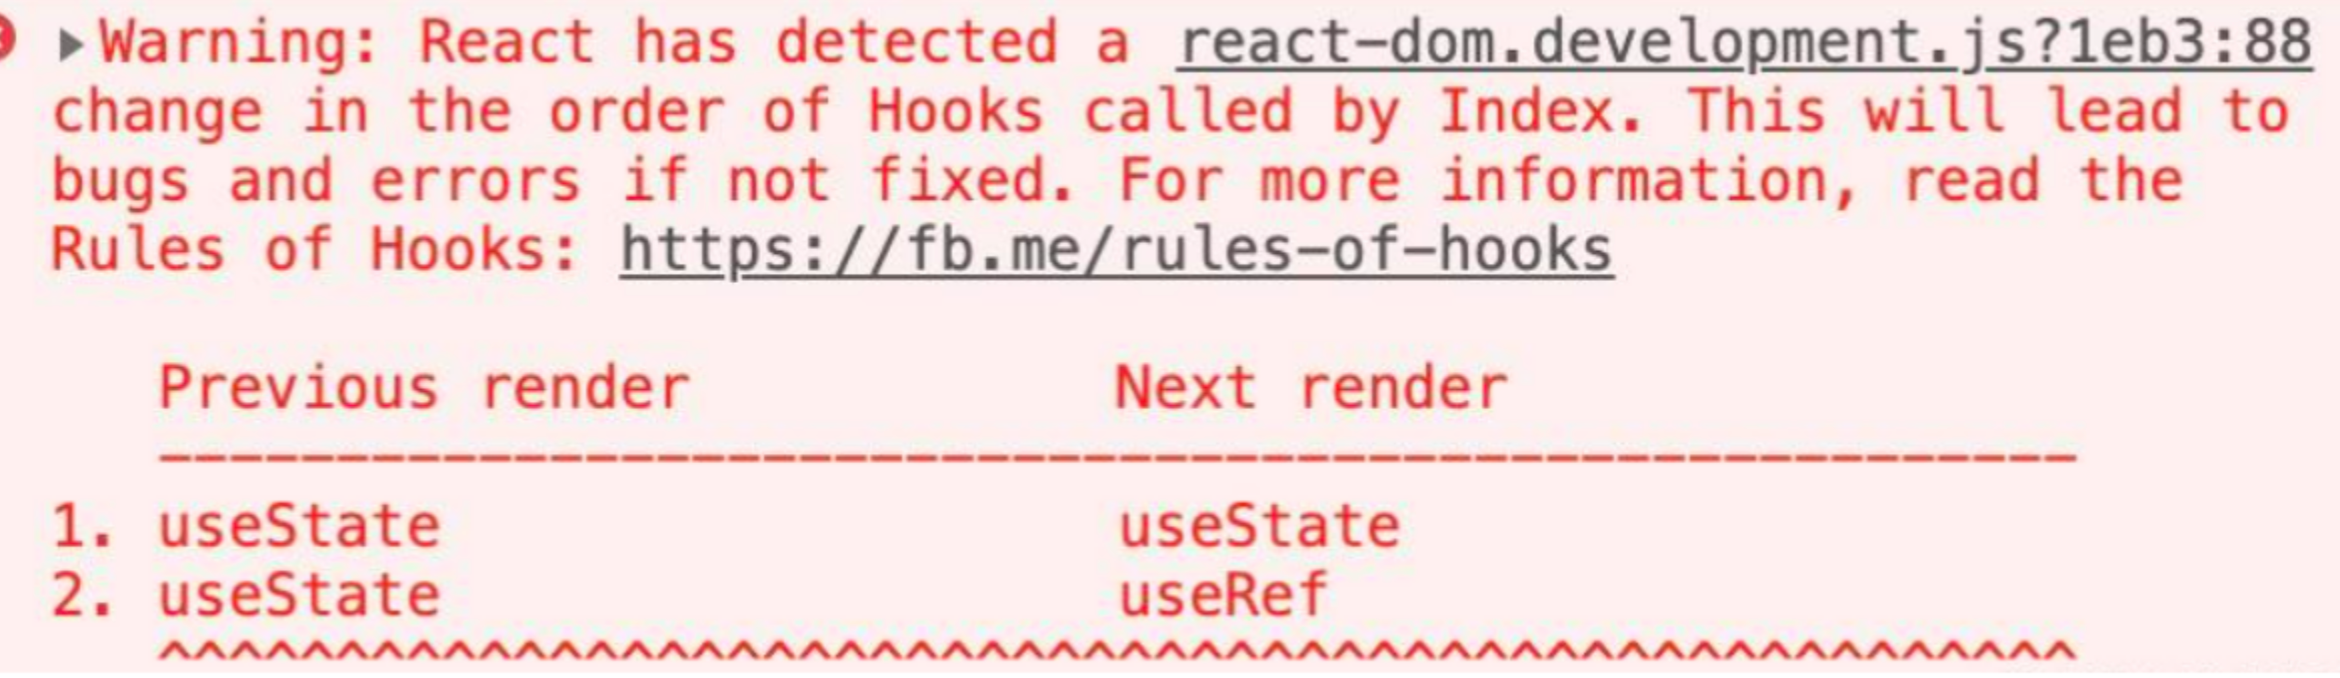 ▶Warning: React has detected a react-dom.development.js?1eb3:88
change in the order of Hooks called by Index. This will lead to
bugs and errors if not fixed. For more information, read the
Rules of Hooks: https://fb.me/rules-of-hooks
Previous render Next render
------------------------------------------------------
1. useState useState
2. useState useRef
^^^^^^^^^^^^^^^^^^^^^^^^^^^^^^^^^^^^^^^^^^^^^^^^^^^^^^